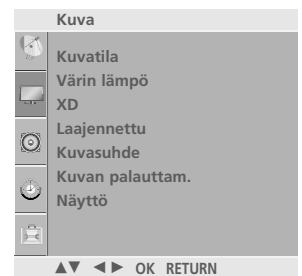 Kuva
Kuvatila
Värin lämpö
XD
Laajennettu
Kuvasuhde
Kuvan palauttam.
Näyttö
▲▼ ◄► OK RETURN